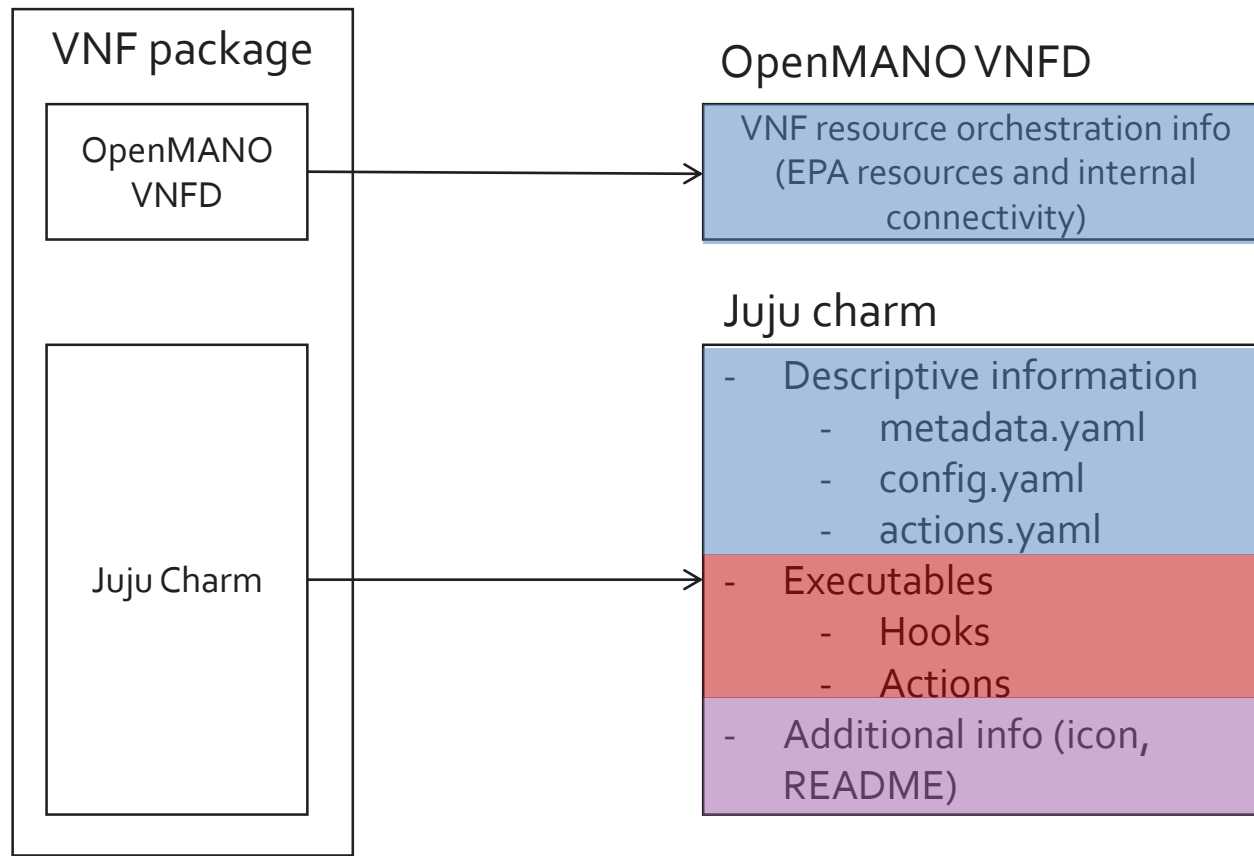 VNF package
OpenMANO
VNFD
Juju Charm
OpenMANO VNFD
VNF resource orchestration info
(EPA resources and internal
connectivity)
Juju charm
- Descriptive information
- metadata.yaml
- config.yaml
- actions.yaml
- Executables
- Hooks
- Actions
- Additional info (icon,
README)